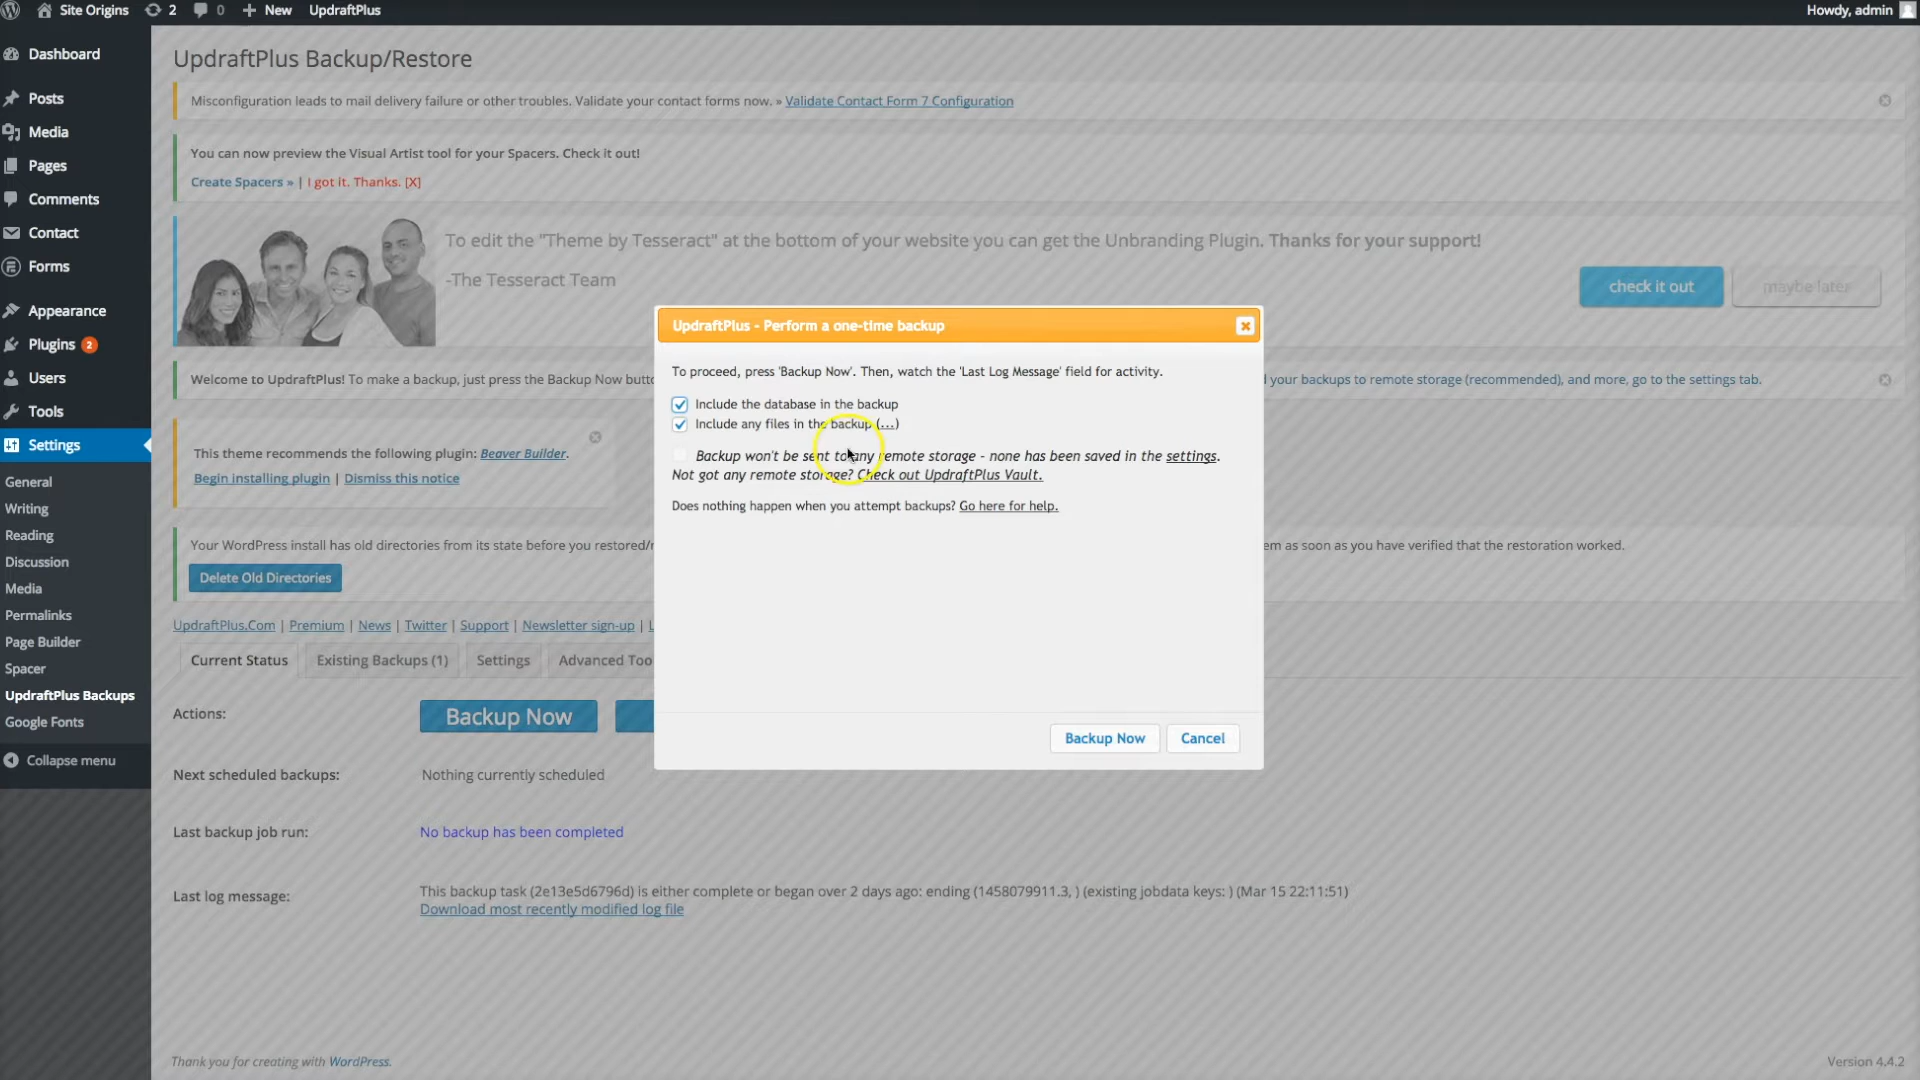 Site Origins 2 0 New UpdraftPlus Howdy, admin
Dashboard
Posts
Media
Pages
Comments
Contact
Forms
Appearance
Plugins 2
Users
Tools
Settings
General
Writing
Reading
Discussion
Media
Permalinks
Page Builder
Spacer
UpdraftPlus Backups
Google Fonts
Collapse menu
UpdraftPlus Backup/Restore
Misconfiguration leads to mail delivery failure or other troubles. Validate your contact forms now. » Validate Contact Form 7 Configuration
You can now preview the Visual Artist tool for your Spacers. Check it out!
Create Spacers » | I got it. Thanks. [X]
To edit the "Theme by Tesseract" at the bottom of your website you can get the Unbranding Plugin. Thanks for your support!
-The Tesseract Team
check it out maybe later
Welcome to UpdraftPlus! To make a backup, just press the Backup Now d your backups to remote storage (recommended), and more, go to the settings tab.
This theme recommends the following plugin: Beaver Builder.
Begin installing plugin | Dismiss this notice
Your WordPress install has old directories from its state before you restored/ em as soon as you have verified that the restoration worked.
Delete Old Directories
UpdraftPlus.Com | Premium | News | Twitter | Support | Newsletter sign-up |
Current Status Existing Backups (1) Settings Advanced Too
Actions: Backup Now
Next scheduled backups: Nothing currently scheduled
Last backup job run: No backup has been completed
Last log message: This backup task (2e13e5d6796d) is either complete or began over 2 days ago: ending (1458079911.3, ) (existing jobdata keys: ) (Mar 15 22:11:51)
Download most recently modified log file
UpdraftPlus - Perform a one-time backup
To proceed, press 'Backup Now'. Then, watch the 'Last Log Message' field for activity.
Include the database in the backup
Include any files in the backup (...)
Backup won't be sent to any remote storage - none has been saved in the settings.
Not got any remote storage? Check out UpdraftPlus Vault.
Does nothing happen when you attempt backups? Go here for help.
Backup Now Cancel
Thank you for creating with WordPress. Version 4.4.2